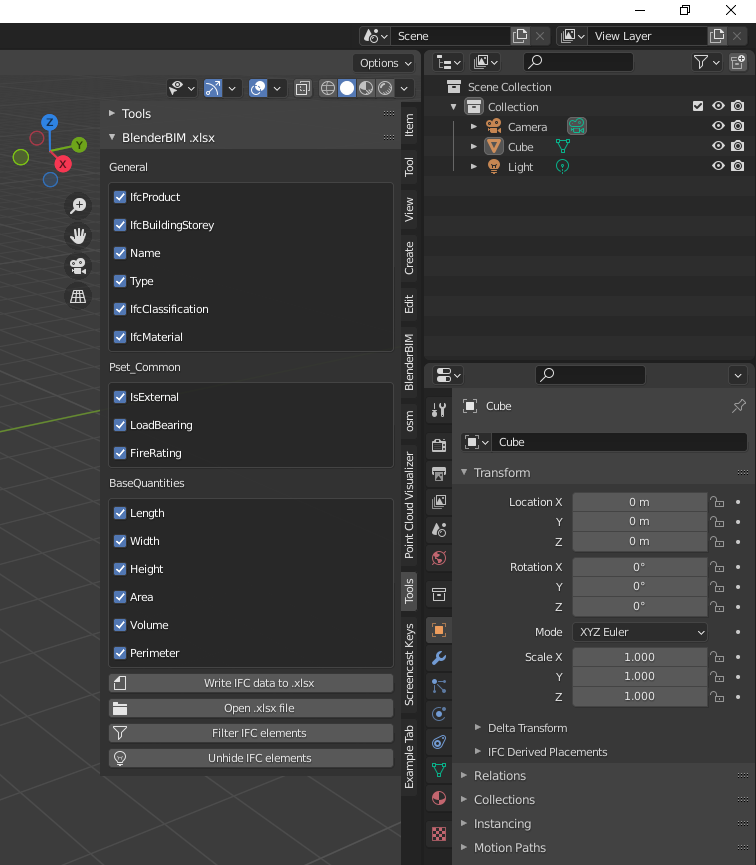 Scene
View Layer
Options
Tools
BlenderBIM .xlsx
General
IfcProduct
IfcBuildingStorey
Name
Type
IfcClassification
IfcMaterial
Pset_Common
IsExternal
LoadBearing
FireRating
BaseQuantities
Length
Width
Height
Area
Volume
Perimeter
Write IFC data to .xlsx
Open .xlsx file
Filter IFC elements
Unhide IFC elements
Z
Y
X
Item
Tool
View
Create
Edit
BlenderBIM
osm
Point Cloud Visualizer
Tools
Screencast Keys
Example Tab
Scene Collection
Collection
Camera
Cube
Light
Cube
Cube
Transform
Location X 0 m
Y 0 m
Z 0 m
Rotation X 0°
Y 0°
Z 0°
Mode XYZ Euler
Scale X 1.000
Y 1.000
Z 1.000
Delta Transform
IFC Derived Placements
Relations
Collections
Instancing
Motion Paths